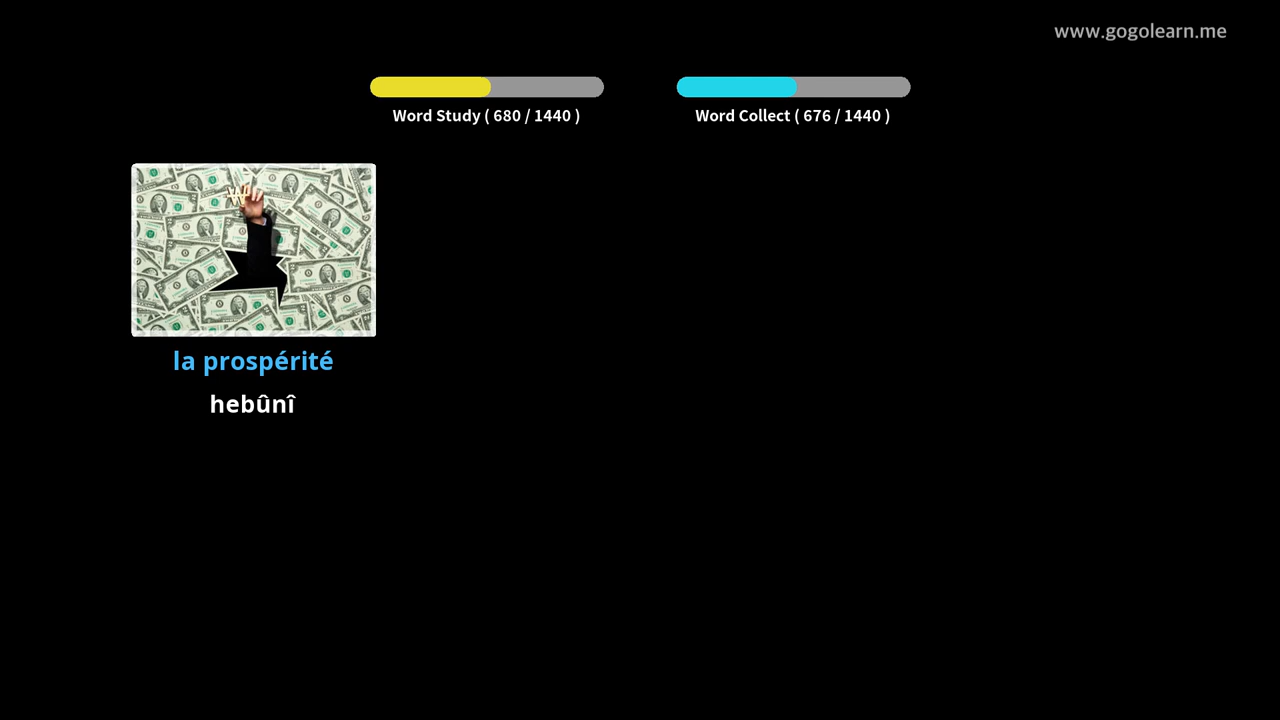 www.gogolearn.me
Word Study ( 680 / 1440 )
Word Collect ( 676 / 1440 )
la prospérité
hebûnî